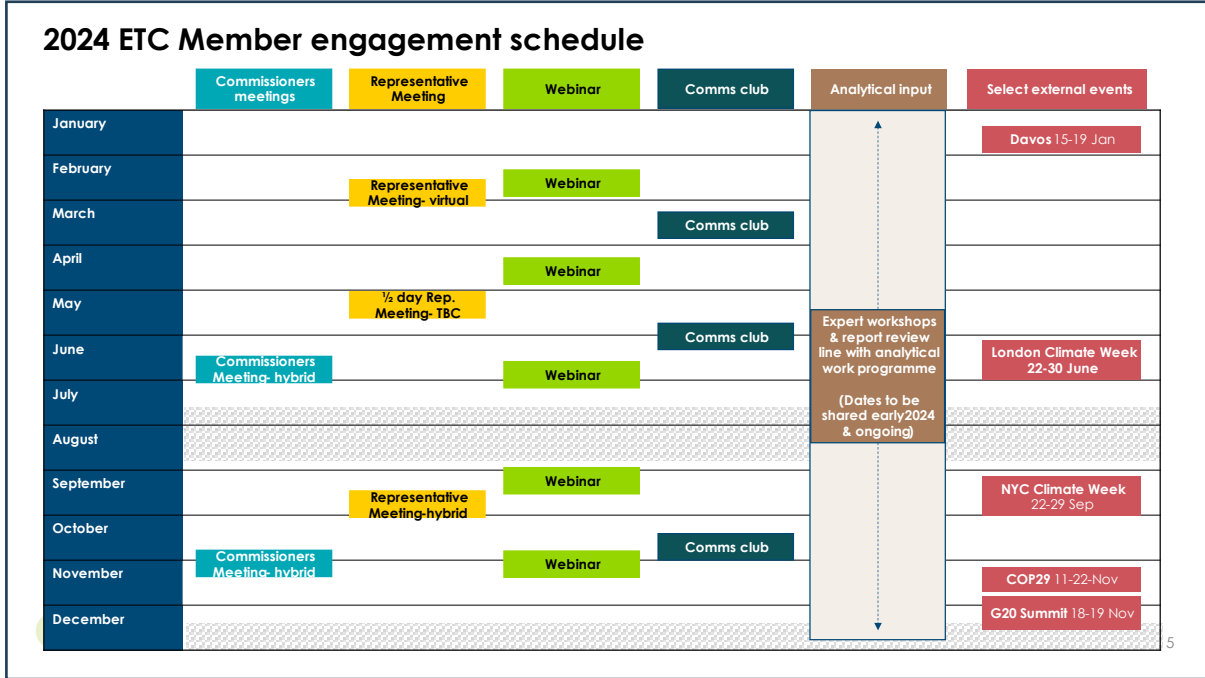 2024 ETC Member engagement schedule
Commissioners
meetings
Representative
Meeting
Webinar
Comms club
Analytical input
Select external events
January
Davos 15-19 Jan
February
Webinar
Representative
Meeting- virtual
March
Comms club
April
Webinar
May
½ day Rep.
Meeting- TBC
Comms club
June
Commissioners
Meeting- hybrid
Webinar
Expert workshops
& report review
line with analytical
work programme
(Dates to be
shared early2024
& ongoing)
London Climate Week
22-30 June
July
August
September
Webinar
Representative
Meeting-hybrid
NYC Climate Week
22-29 Sep
October
Comms club
Commissioners
Meeting- hybrid
Webinar
November
COP29 11-22-Nov
G20 Summit 18-19 Nov
December
5